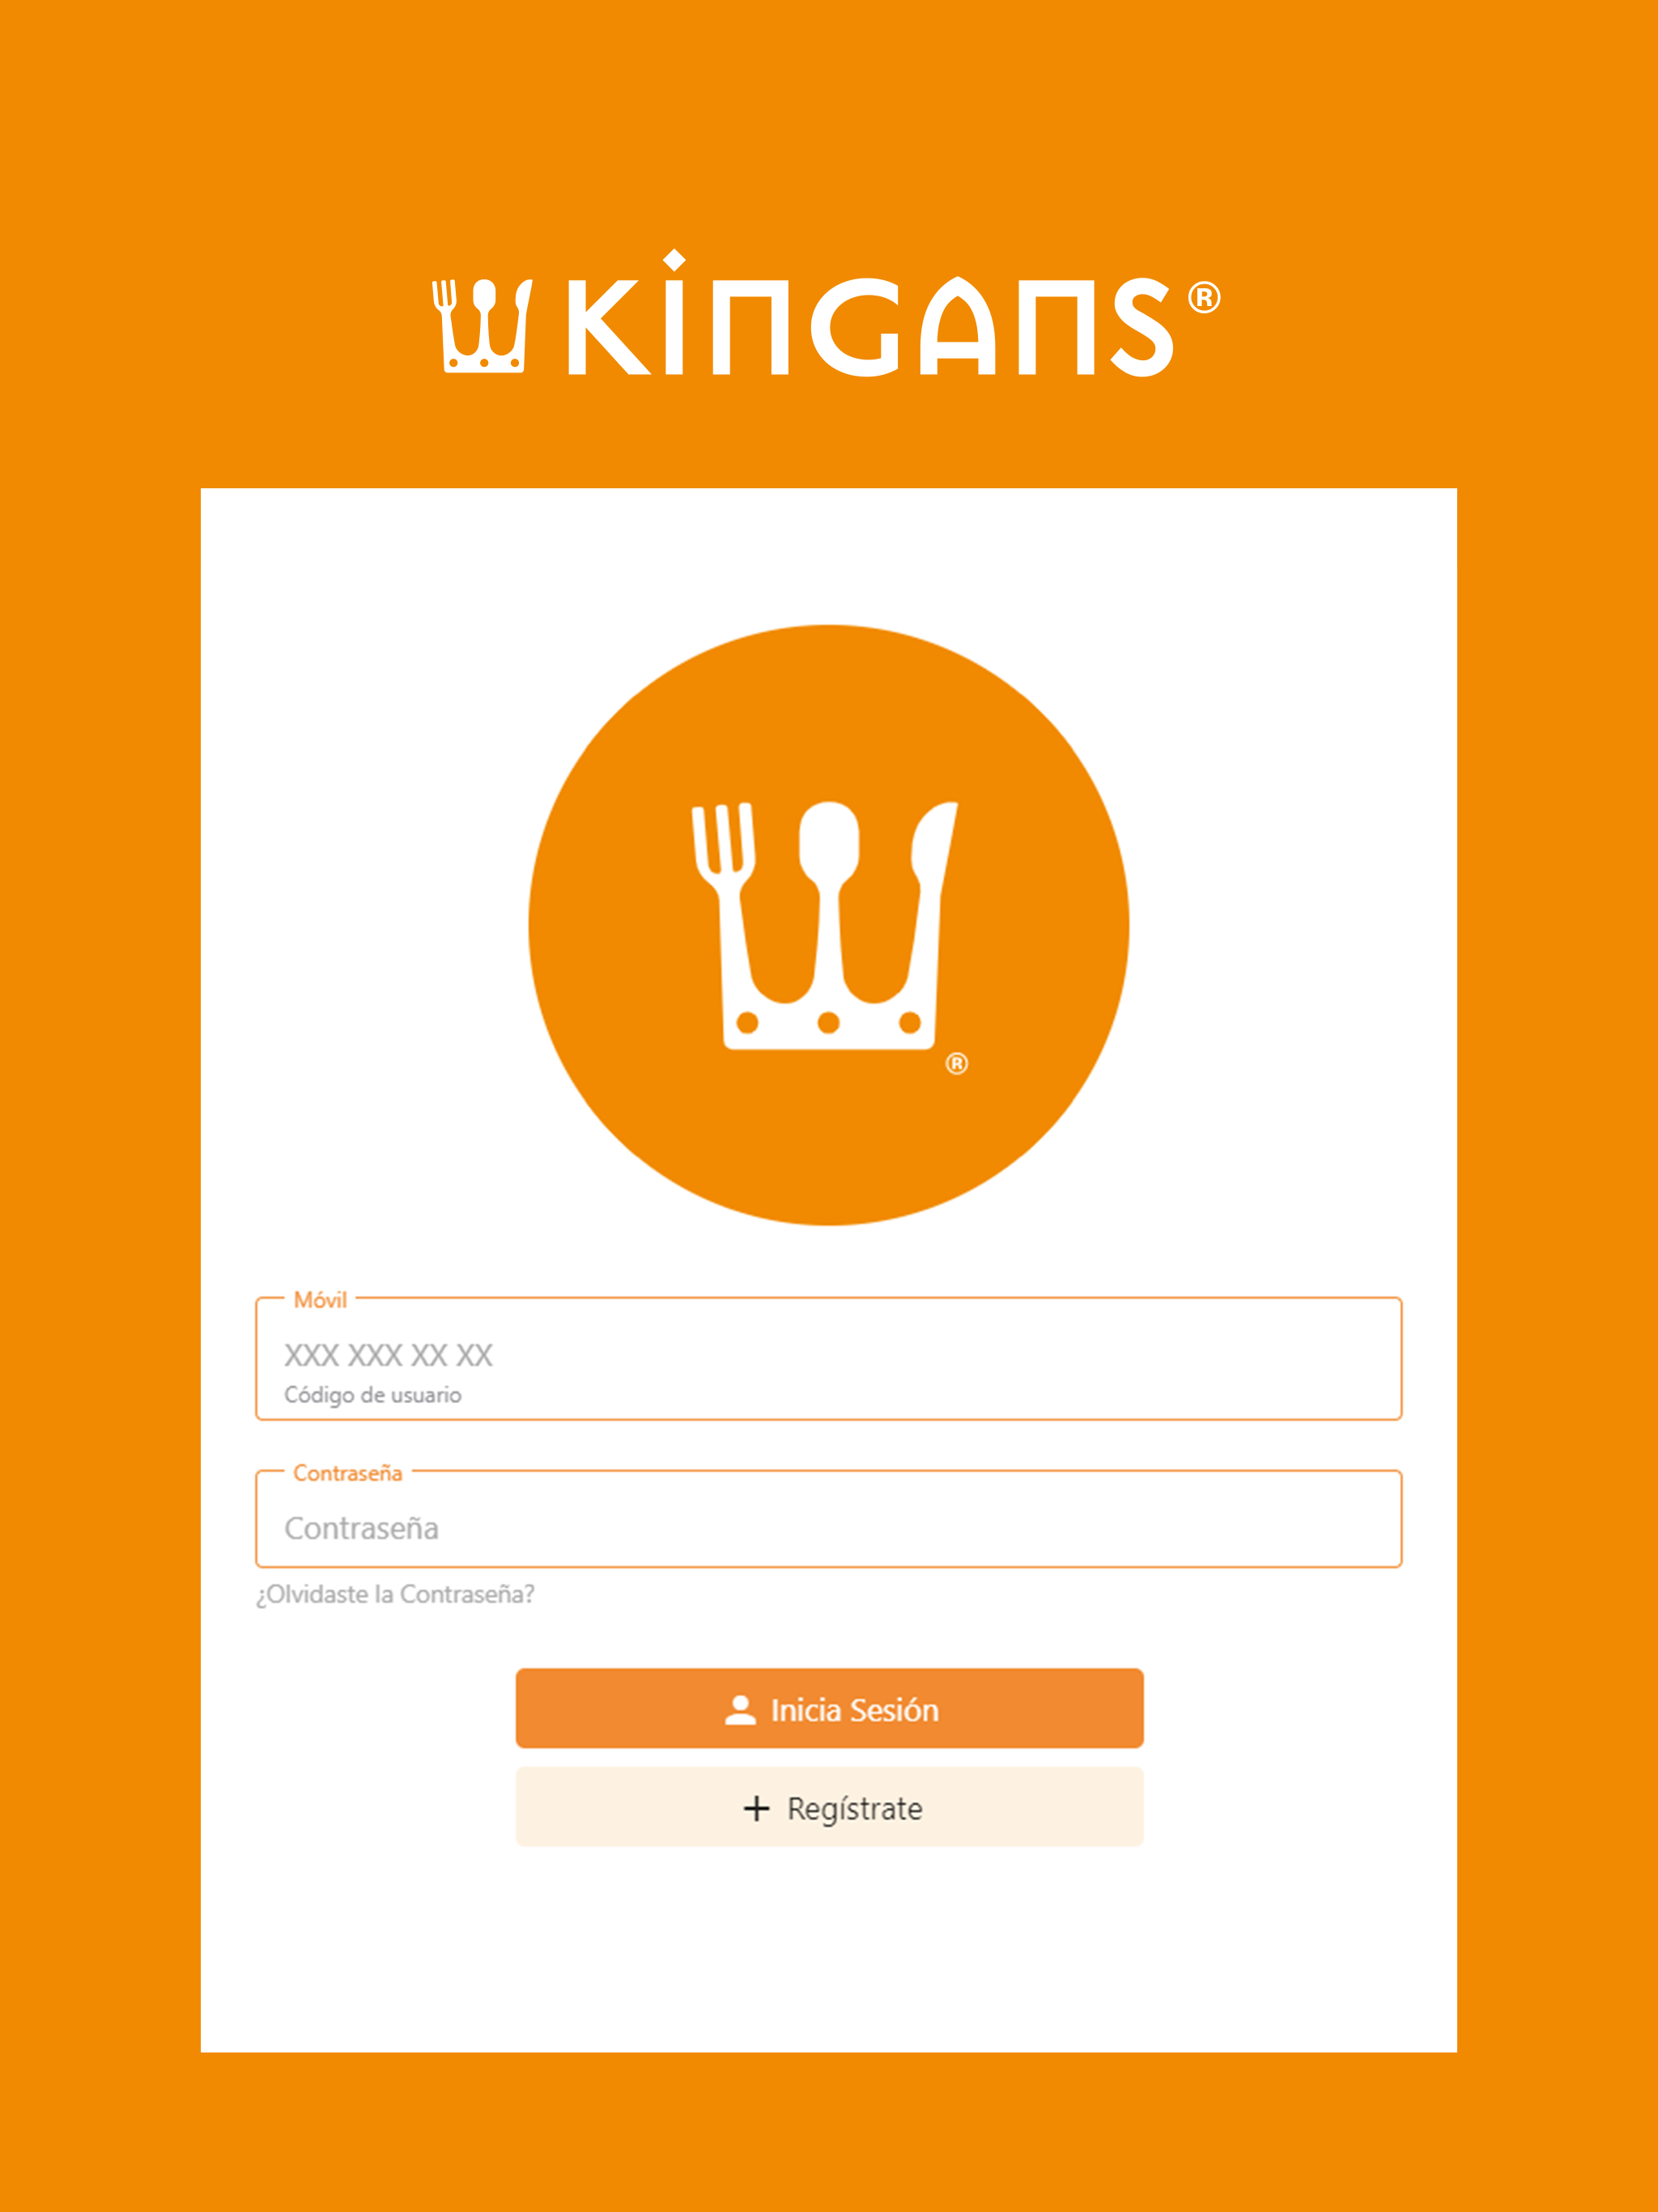 KINGANS®
®
Móvil
XXX XXX XX XX
Código de usuario
Contraseña
Contraseña
¿Olvidaste la Contraseña?
Inicia Sesión
+ Regístrate